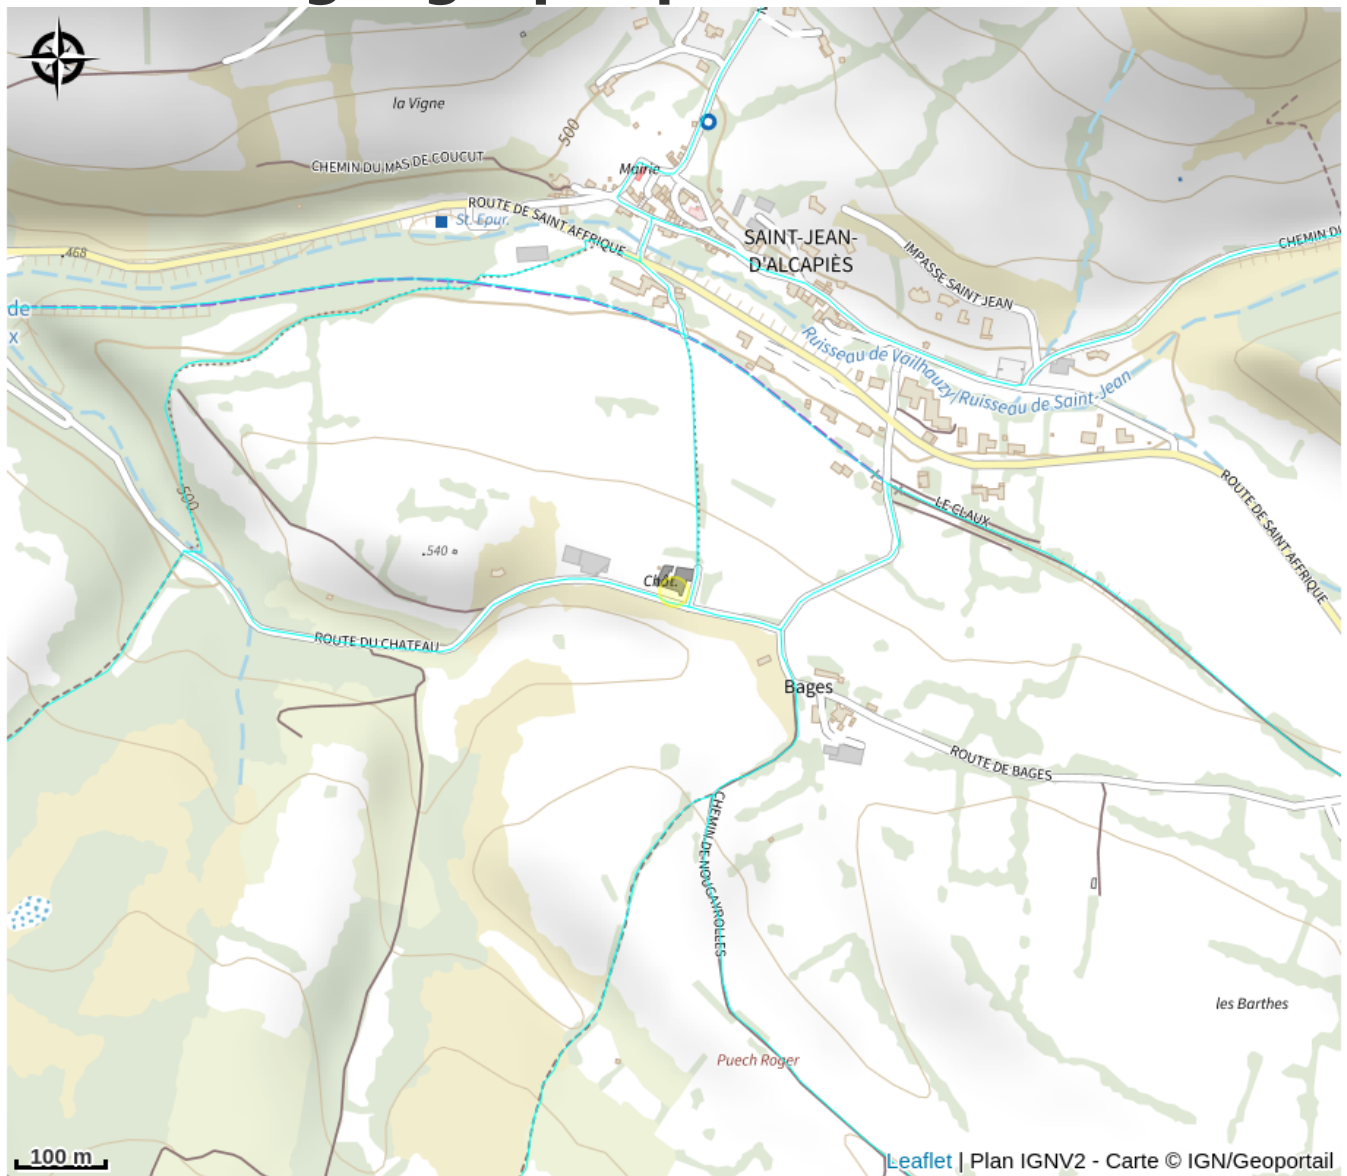 la Vigne
500
CHEMIN DU MAS DE COUCUT
Mairie
ROUTE DE SAINT AFFRIQUE
St. Epur.
SAINT-JEAN-
D'ALCAPIÈS
IMPASSE SAINT JEAN
CHEMIN DU
468
de
x
Ruisseau de Vailhauzy/Ruisseau de Saint-Jean
500
LE CLAUX
ROUTE DE SAINT AFFRIQUE
540
Chât.
ROUTE DU CHATEAU
Bages
ROUTE DE BAGES
CHEMIN DE NOUGAYROLLES
les Barthes
Puech Roger
100 m
Leaflet | Plan IGNV2 - Carte © IGN/Geoportail